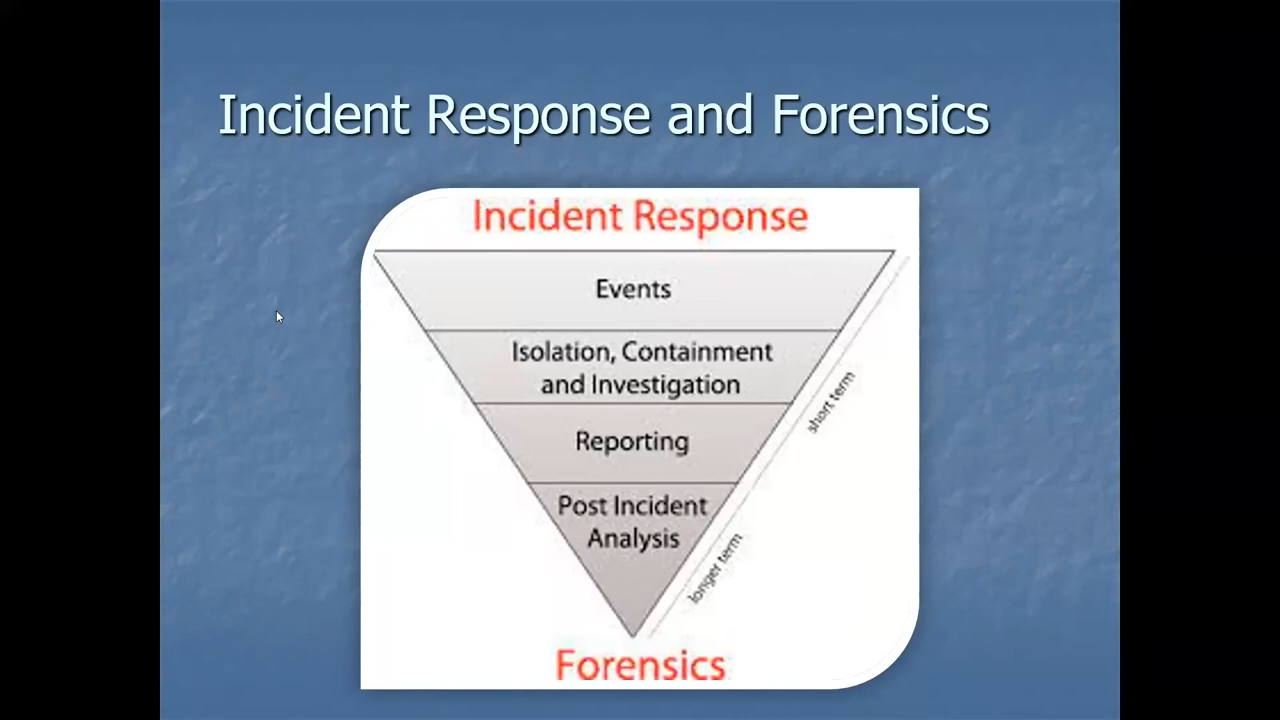 Incident Response and Forensics
Incident Response
Events
Isolation, Containment
and Investigation
short term
Reporting
Post Incident
Analysis
longer term
Forensics